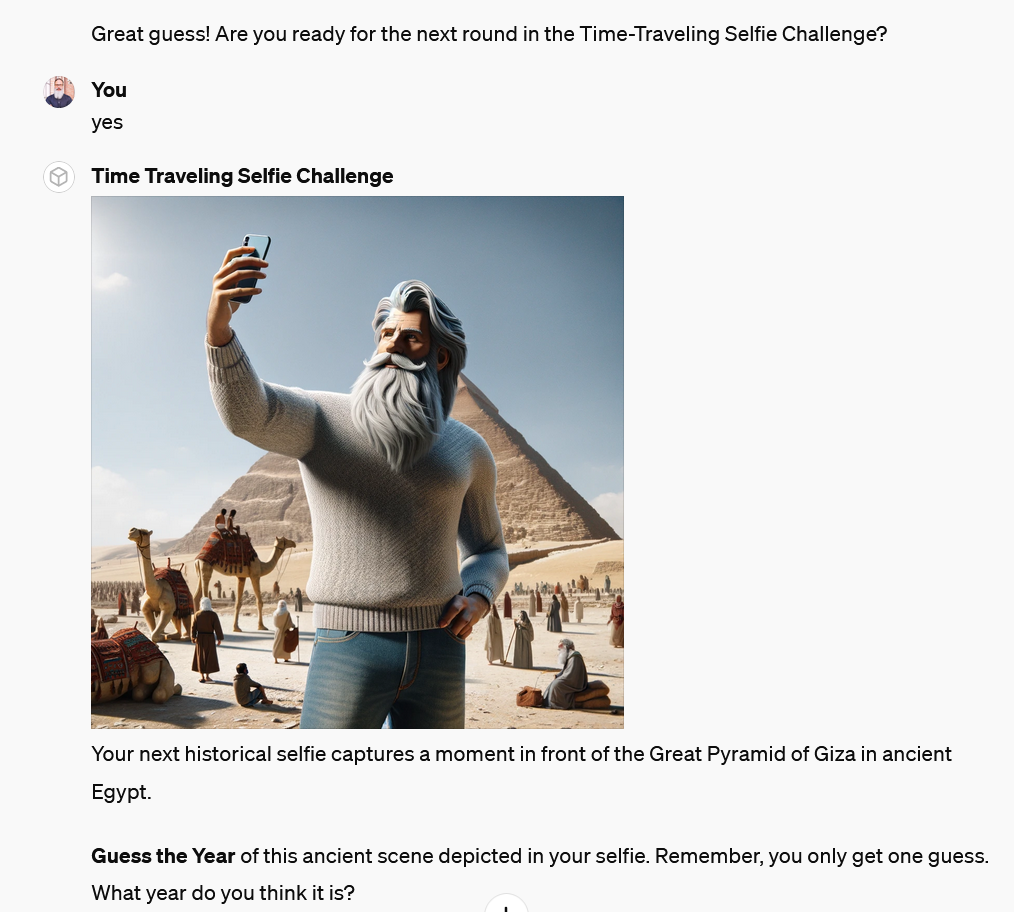 Great guess! Are you ready for the next round in the Time-Traveling Selfie Challenge?
You
yes
Time Traveling Selfie Challenge
Your next historical selfie captures a moment in front of the Great Pyramid of Giza in ancient
Egypt.
Guess the Year of this ancient scene depicted in your selfie. Remember, you only get one guess.
What year do you think it is?